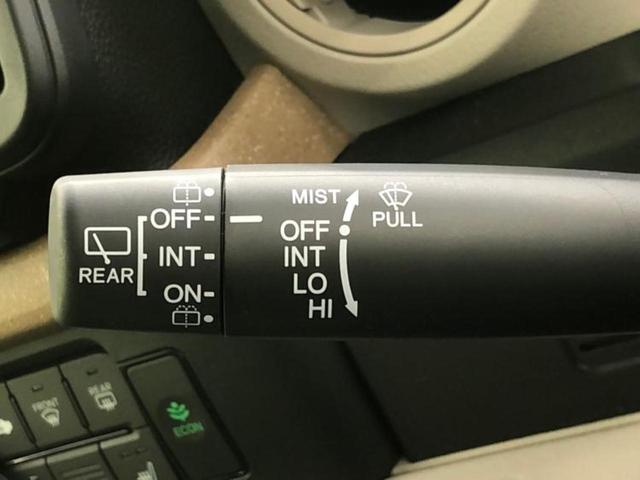 MIST
OFF
PULL
OFF
INT
INT
REAR
LO
ON
HI
FRONT
REAR
ECON